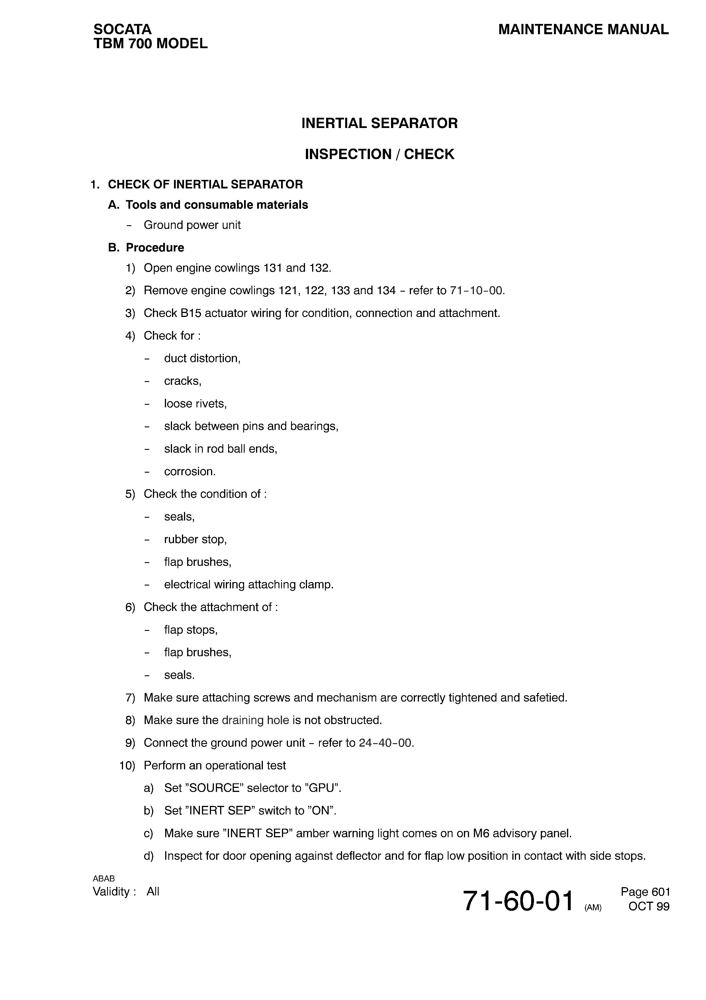 SOCATA
TBM 700 MODEL
MAINTENANCE MANUAL
INERTIAL SEPARATOR
INSPECTION / CHECK
1. CHECK OF INERTIAL SEPARATOR
A. Tools and consumable materials
– Ground power unit
B. Procedure
1) Open engine cowlings 131 and 132.
2) Remove engine cowlings 121, 122, 133 and 134 – refer to 71–10–00.
3) Check B15 actuator wiring for condition, connection and attachment.
4) Check for :
– duct distortion,
– cracks,
– loose rivets,
– slack between pins and bearings,
– slack in rod ball ends,
– corrosion.
5) Check the condition of :
– seals,
– rubber stop,
– flap brushes,
– electrical wiring attaching clamp.
6) Check the attachment of :
– flap stops,
– flap brushes,
– seals.
7) Make sure attaching screws and mechanism are correctly tightened and safetied.
8) Make sure the draining hole is not obstructed.
9) Connect the ground power unit – refer to 24–40–00.
10) Perform an operational test
a) Set ”SOURCE” selector to ”GPU”.
b) Set ”INERT SEP” switch to ”ON”.
c) Make sure ”INERT SEP” amber warning light comes on on M6 advisory panel.
d) Inspect for door opening against deflector and for flap low position in contact with side stops.
ABAB
Validity : All
71-60-01 (AM)
Page 601
OCT 99